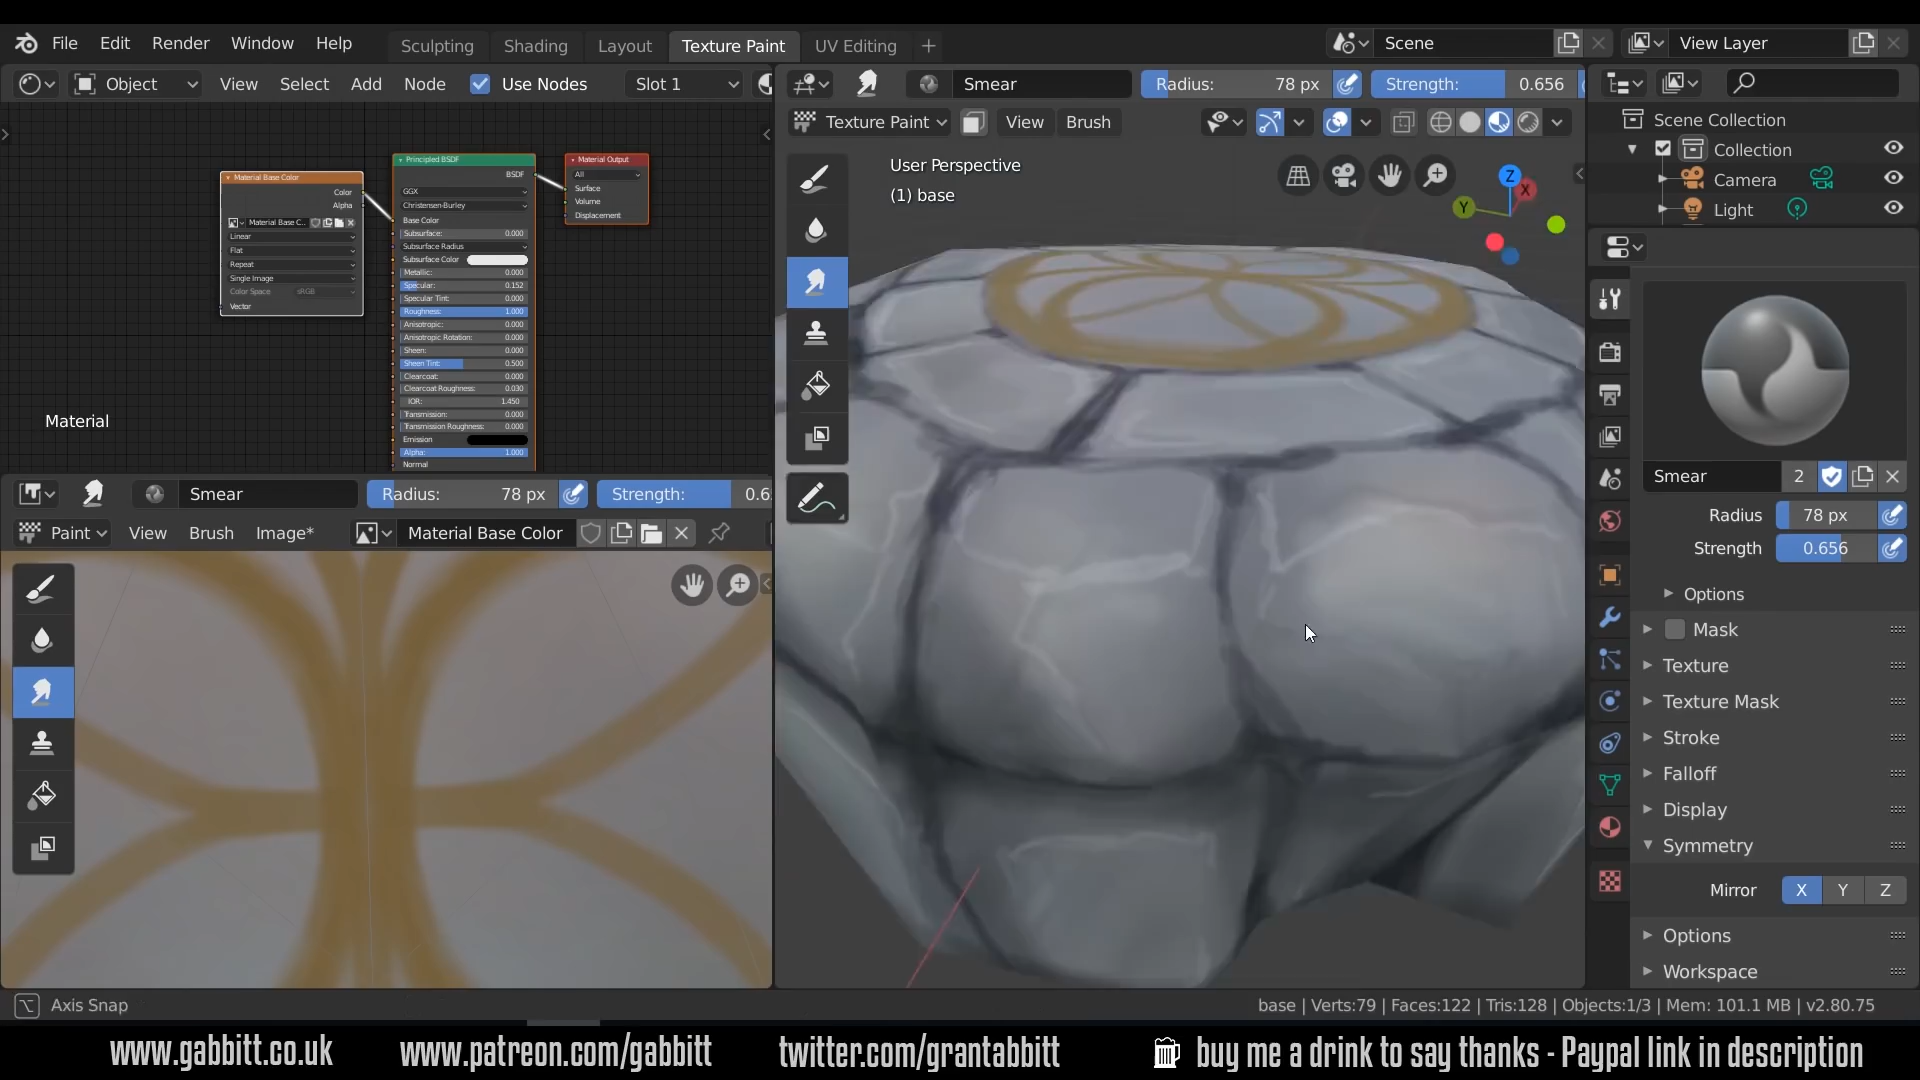 File Edit Render Window Help Sculpting Shading Layout Texture Paint UV Editing + Scene View Layer
Object View Select Add Node Use Nodes Slot 1
Smear Radius: 78 px Strength: 0.656
Texture Paint View Brush
Scene Collection
Collection
Camera
Light
User Perspective
(1) base
Z
X
Y
Material Base Color
Color
Alpha
Material Base C...
Linear
Flat
Repeat
Single Image
Color Space sRGB
Vector
Principled BSDF
BSDF
GGX
Christensen-Burley
Base Color
Subsurface: 0.000
Subsurface Radius
Subsurface Color
Metallic: 0.000
Specular: 0.152
Specular Tint: 0.000
Roughness: 1.000
Anisotropic: 0.000
Anisotropic Rotation: 0.000
Sheen: 0.000
Sheen Tint: 0.500
Clearcoat: 0.000
Clearcoat Roughness: 0.030
IOR: 1.450
Transmission: 0.000
Transmission Roughness: 0.000
Emission
Alpha: 1.000
Normal
Material Output
All
Surface
Volume
Displacement
Material
Smear Radius: 78 px Strength: 0.6
Paint View Brush Image* Material Base Color
Smear 2
Radius 78 px
Strength 0.656
Options
Mask
Texture
Texture Mask
Stroke
Falloff
Display
Symmetry
Mirror X Y Z
Options
Workspace
Axis Snap
base | Verts:79 | Faces:122 | Tris:128 | Objects:1/3 | Mem: 101.1 MB | v2.80.75
www.gabbitt.co.uk www.patreon.com/gabbitt twitter.com/grantabbitt buy me a drink to say thanks - Paypal link in description